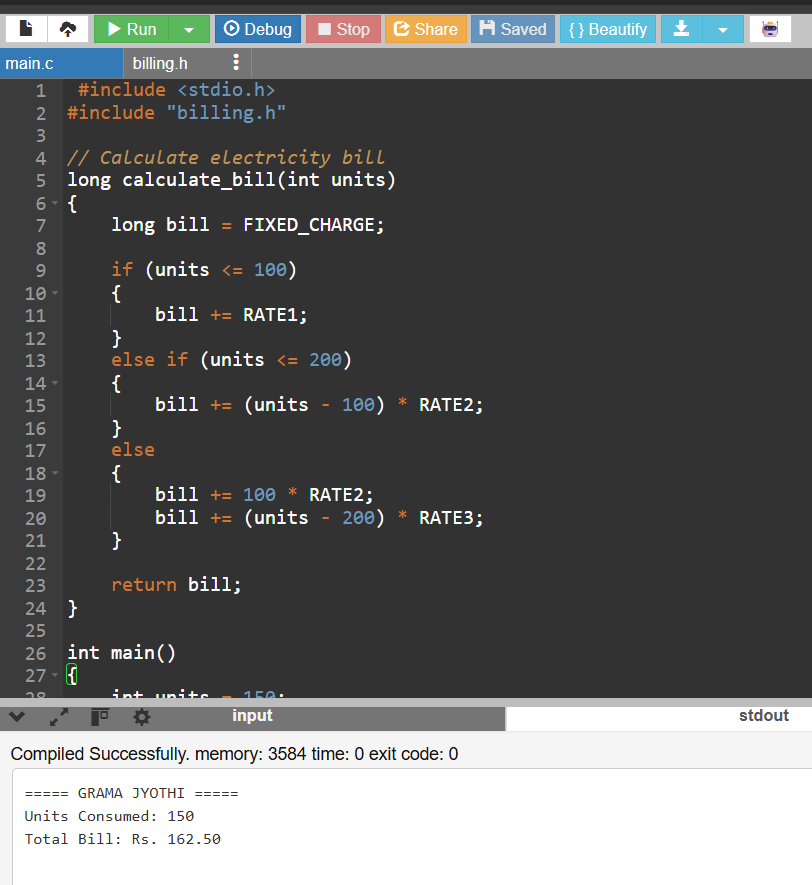 Run Debug Stop Share Saved { } Beautify
main.c billing.h
1 #include <stdio.h>
2 #include "billing.h"
3
4 // Calculate electricity bill
5 long calculate_bill(int units)
6 {
7 long bill = FIXED_CHARGE;
8
9 if (units <= 100)
10 {
11 bill += RATE1;
12 }
13 else if (units <= 200)
14 {
15 bill += (units - 100) * RATE2;
16 }
17 else
18 {
19 bill += 100 * RATE2;
20 bill += (units - 200) * RATE3;
21 }
22
23 return bill;
24 }
25
26 int main()
27 {
28 int units = 150;
input stdout
Compiled Successfully. memory: 3584 time: 0 exit code: 0
===== GRAMA JYOTHI =====
Units Consumed: 150
Total Bill: Rs. 162.50